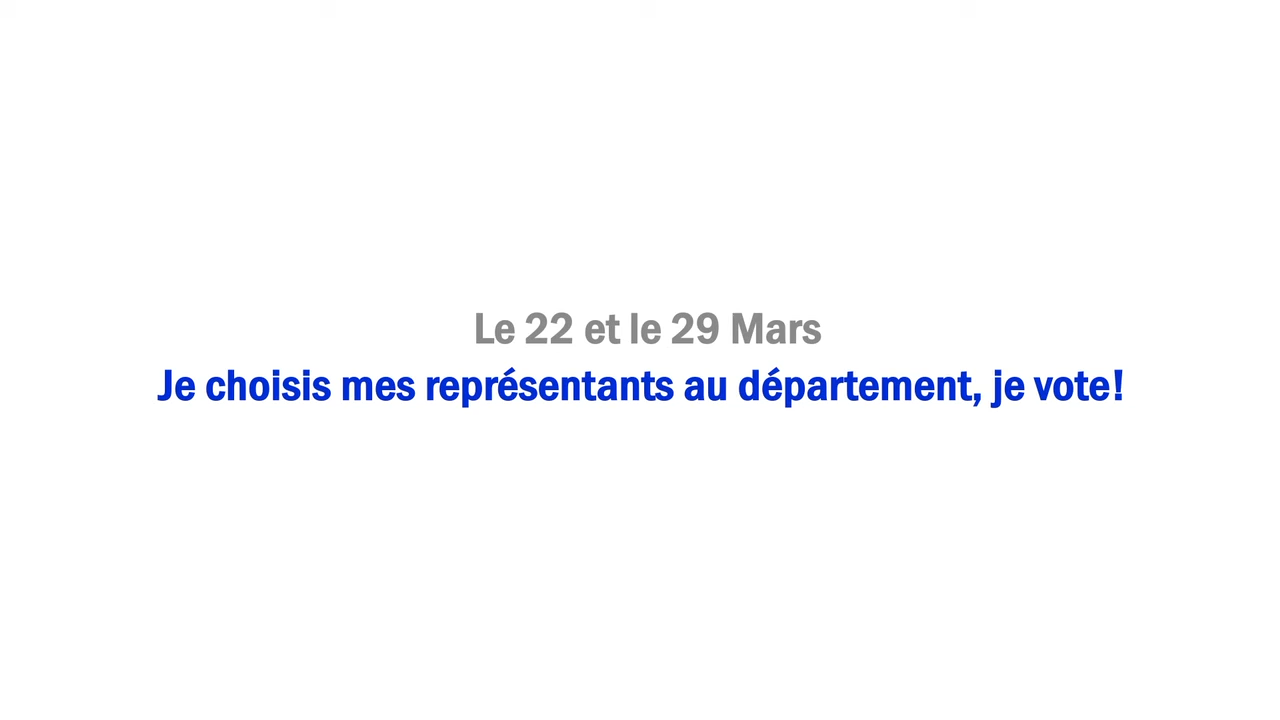 Le 22 et le 29 Mars
Je choisis mes représentants au département, je vote!